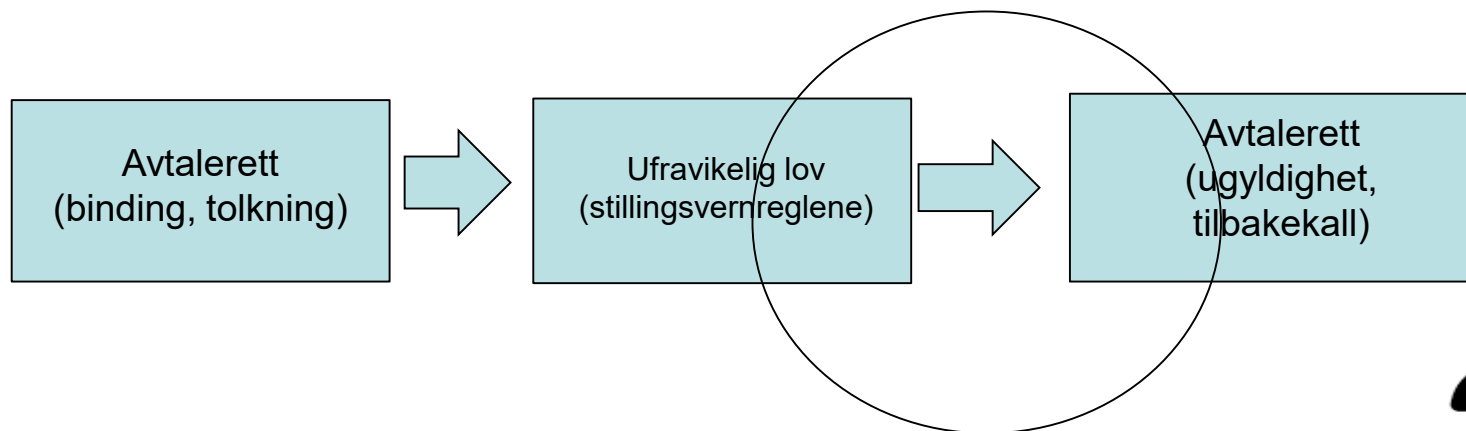 Avtalerett
(binding, tolkning)
Ufravikelig lov
(stillingsvernreglene)
Avtalerett
(ugyldighet,
tilbakekall)